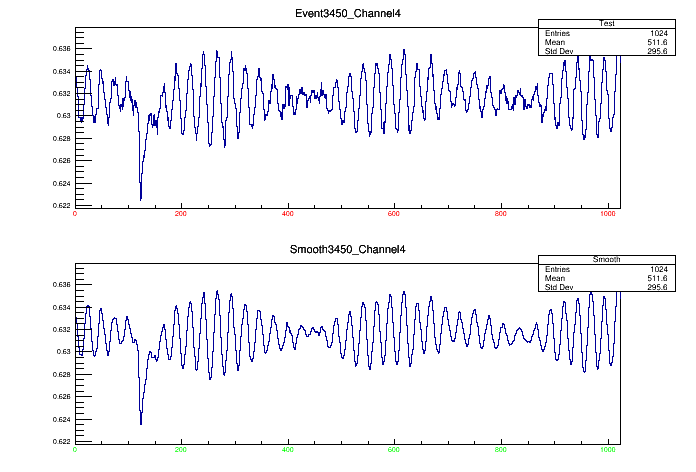 Event3450_Channel4
Test
Entries 1024
Mean 511.6
Std Dev 295.6
0.636
0.634
0.632
0.63
0.628
0.626
0.624
0.622
0 200 400 600 800 1000
Smooth3450_Channel4
Smooth
Entries 1024
Mean 511.6
Std Dev 295.6
0.636
0.634
0.632
0.63
0.628
0.626
0.624
0.622
0 200 400 600 800 1000